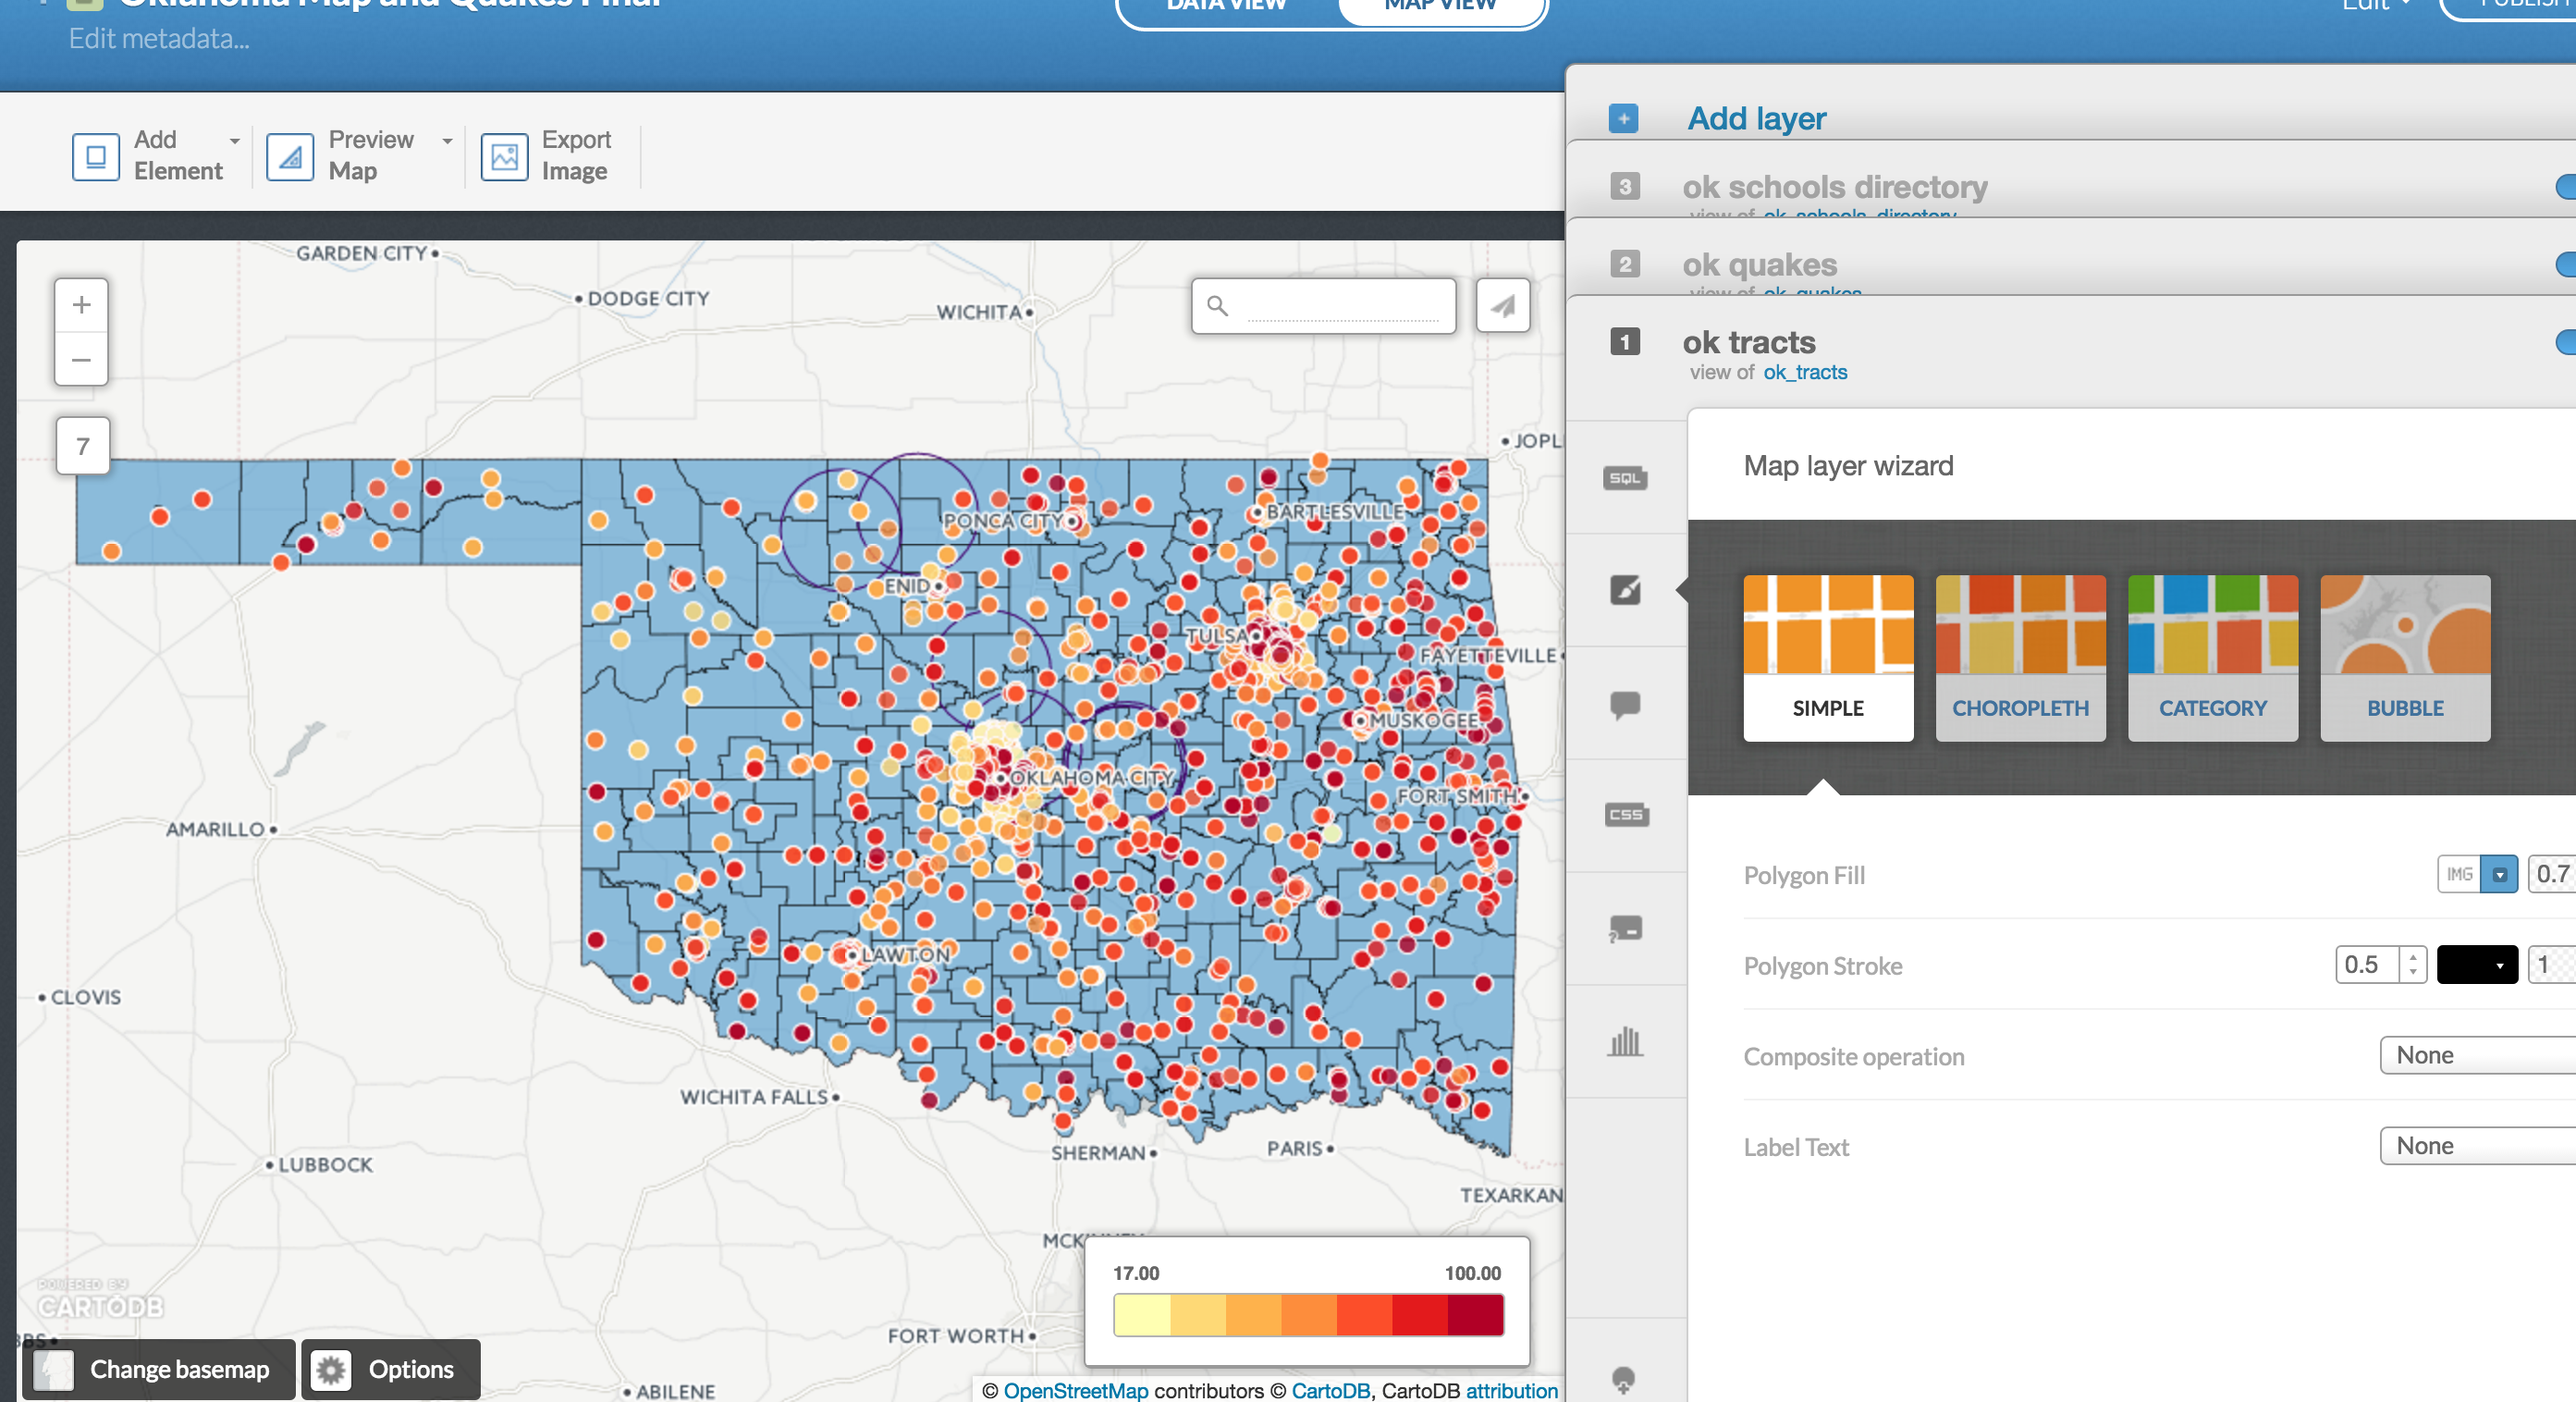 Oklahoma Map and Quakes Final
DATA VIEW
MAP VIEW
Edit
PUBLISH
Edit metadata...
Add
Element
Preview
Map
Export
Image
Add layer
3
ok schools directory
view of ok_schools_directory
2
ok quakes
view of ok_quakes
1
ok tracts
view of ok_tracts
SQL
CSS
?
Map layer wizard
SIMPLE
CHOROPLETH
CATEGORY
BUBBLE
Polygon Fill
IMG
0.7
Polygon Stroke
0.5
1
Composite operation
None
Label Text
None
+
−
7
GARDEN CITY
DODGE CITY
WICHITA
JOPL
PONCA CITY
BARTLESVILLE
ENID
TULSA
FAYETTEVILLE
MUSKOGEE
OKLAHOMA CITY
FORT SMITH
AMARILLO
LAWTON
CLOVIS
WICHITA FALLS
SHERMAN
PARIS
LUBBOCK
TEXARKAN
MCKINNEY
17.00
100.00
POWERED BY
CARTODB
BBS
FORT WORTH
Change basemap
Options
ABILENE
© OpenStreetMap contributors © CartoDB, CartoDB attribution